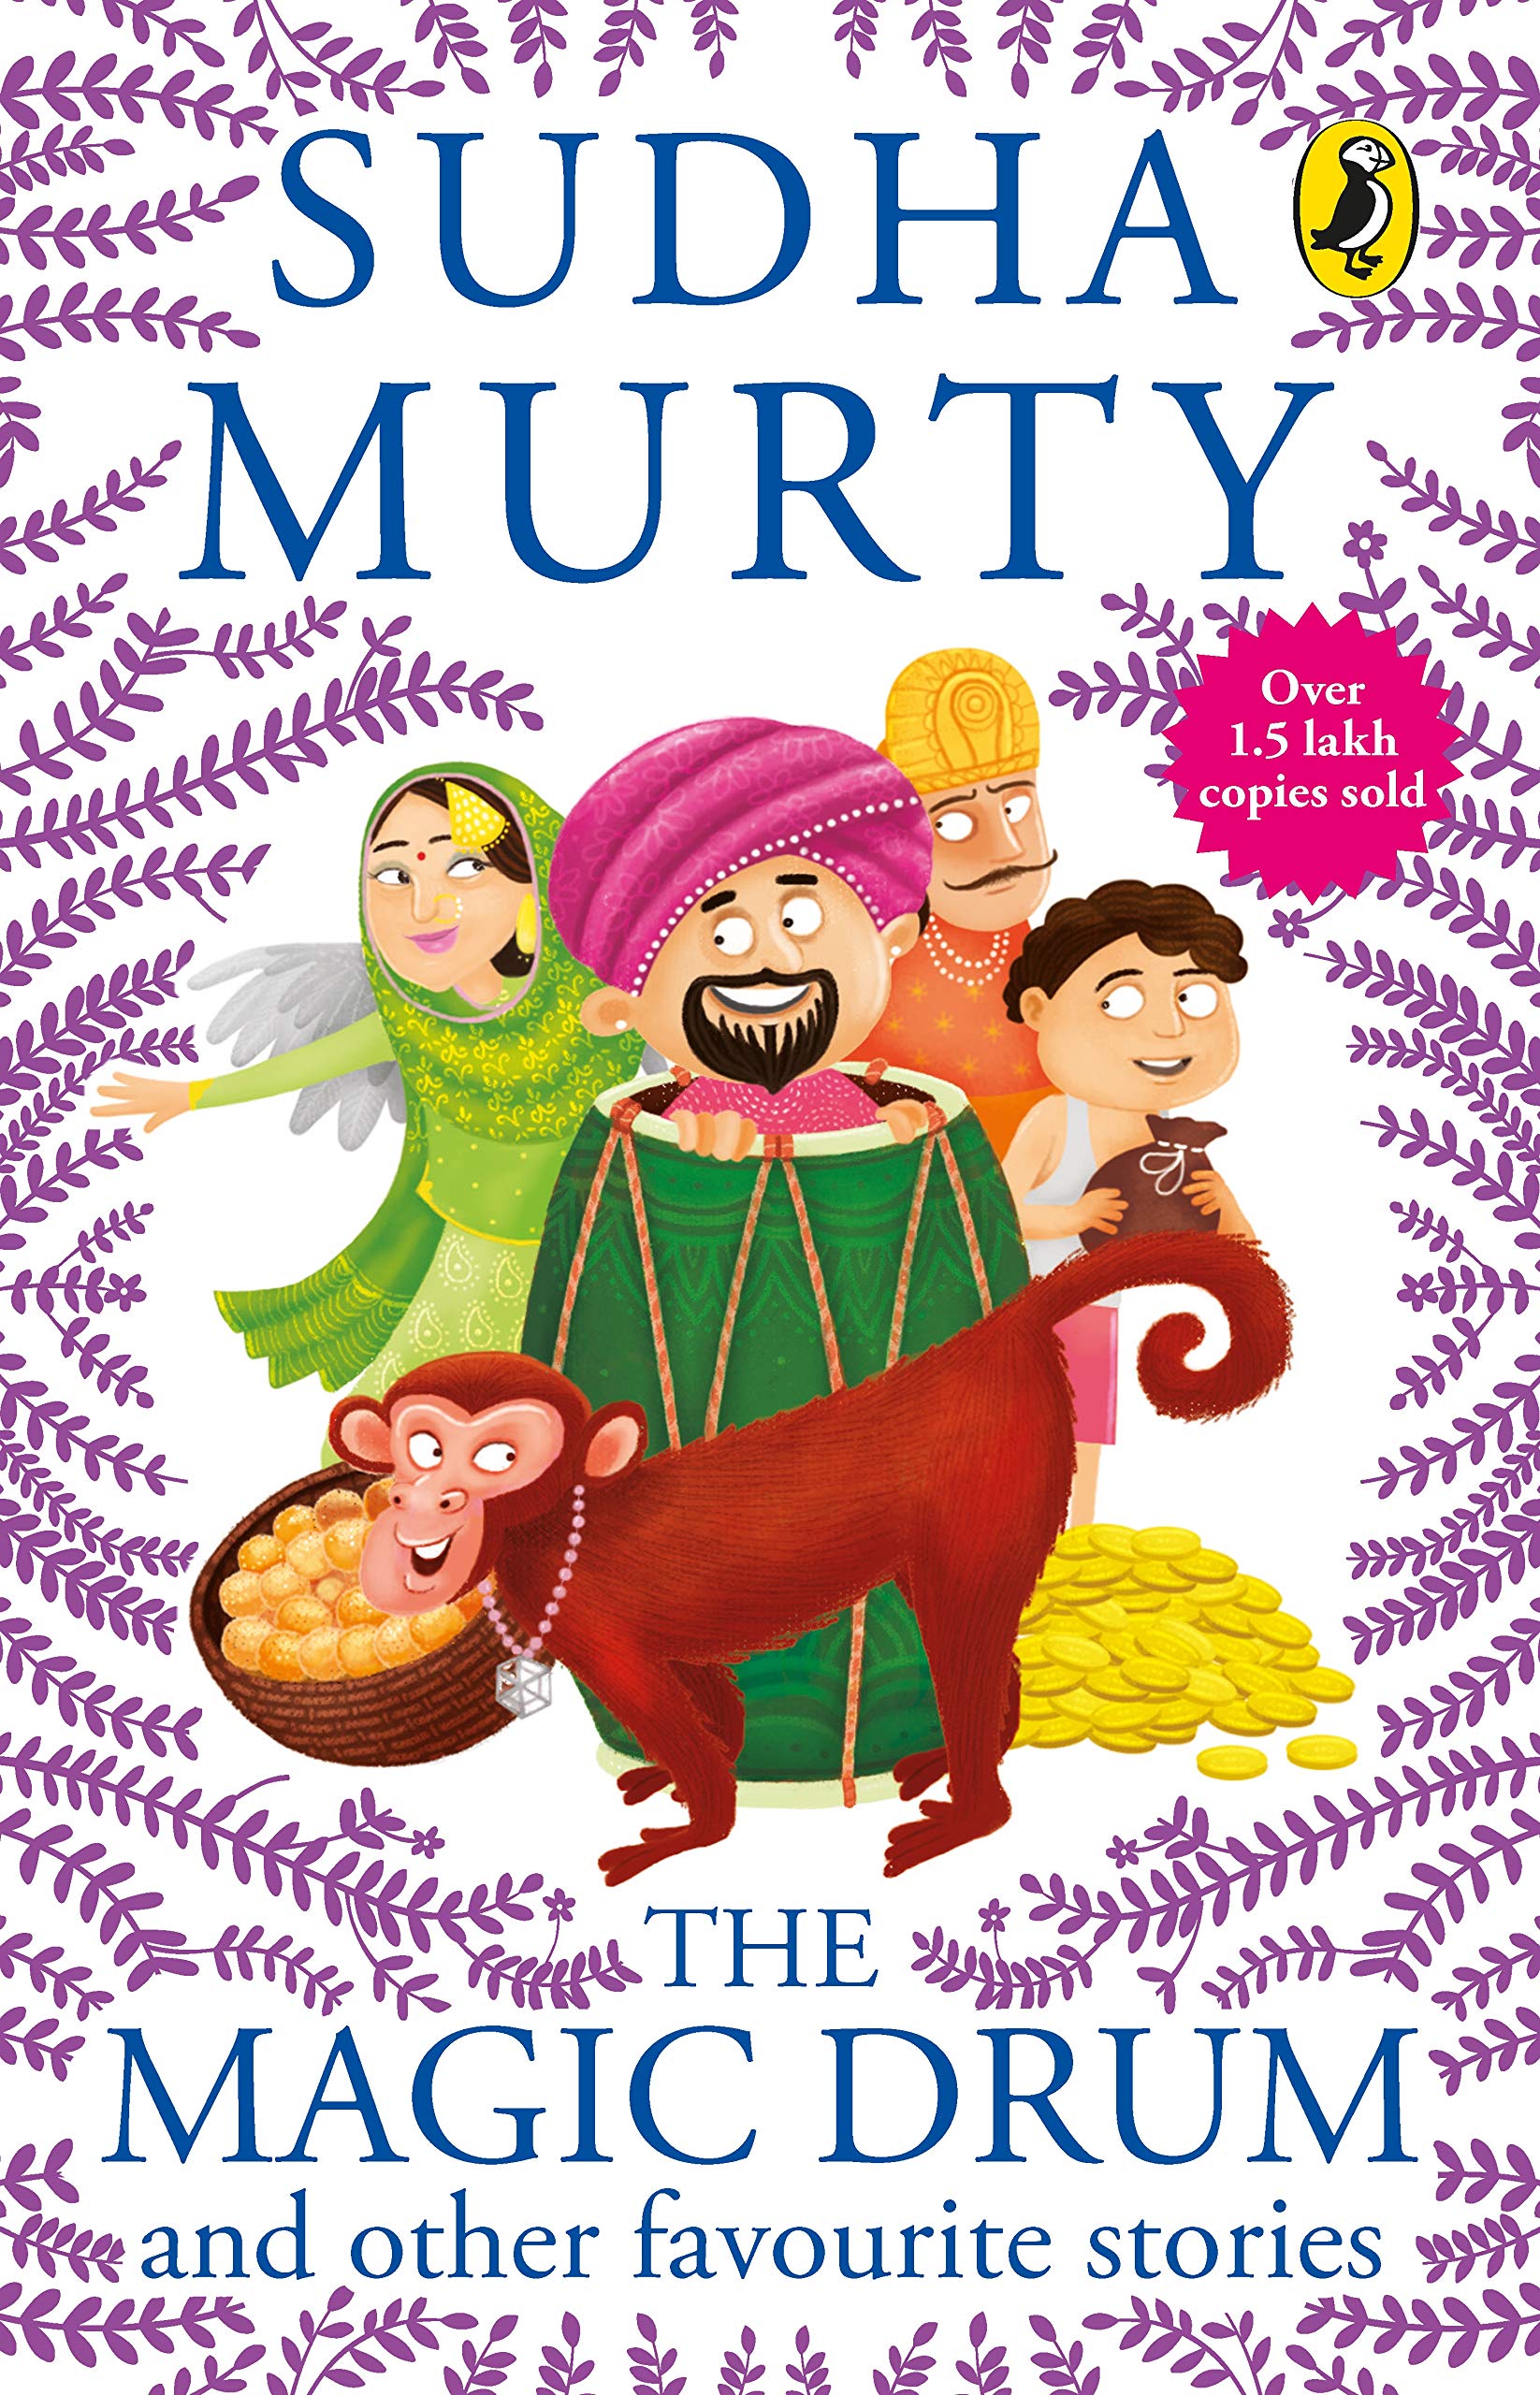 SUDHA
MURTY
Over
1.5 lakh
copies sold
THE
MAGIC DRUM
and other favourite stories